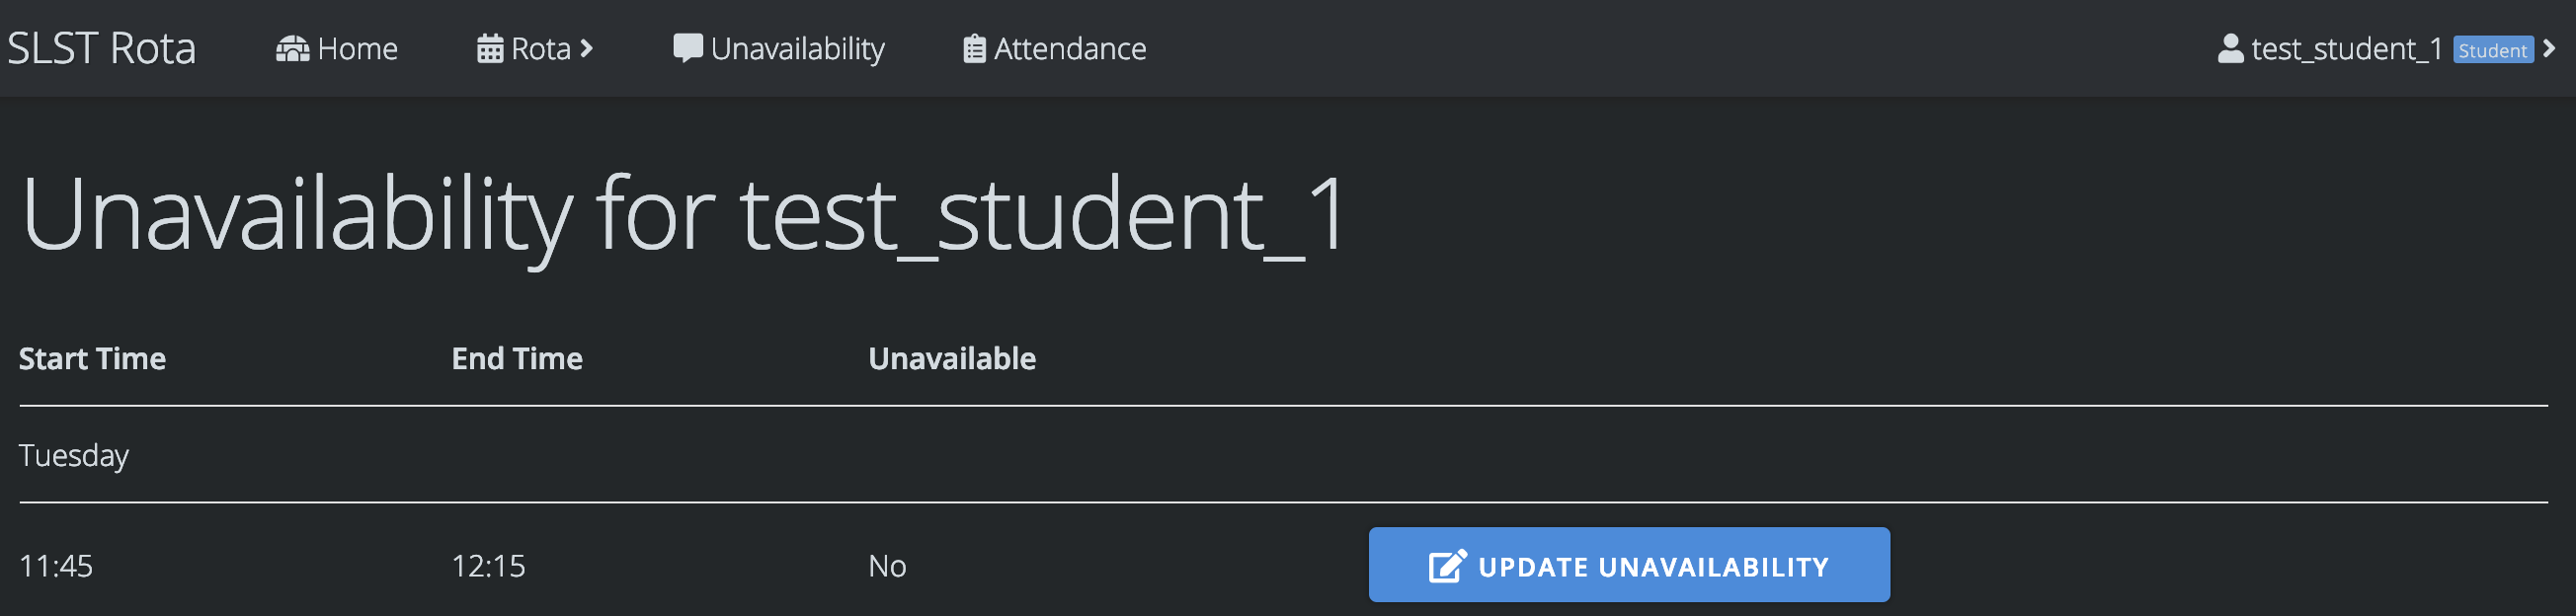 SLST Rota Home Rota Unavailability Attendance test_student_1 Student
Unavailability for test_student_1
Start Time End Time Unavailable
Tuesday
11:45 12:15 No UPDATE UNAVAILABILITY